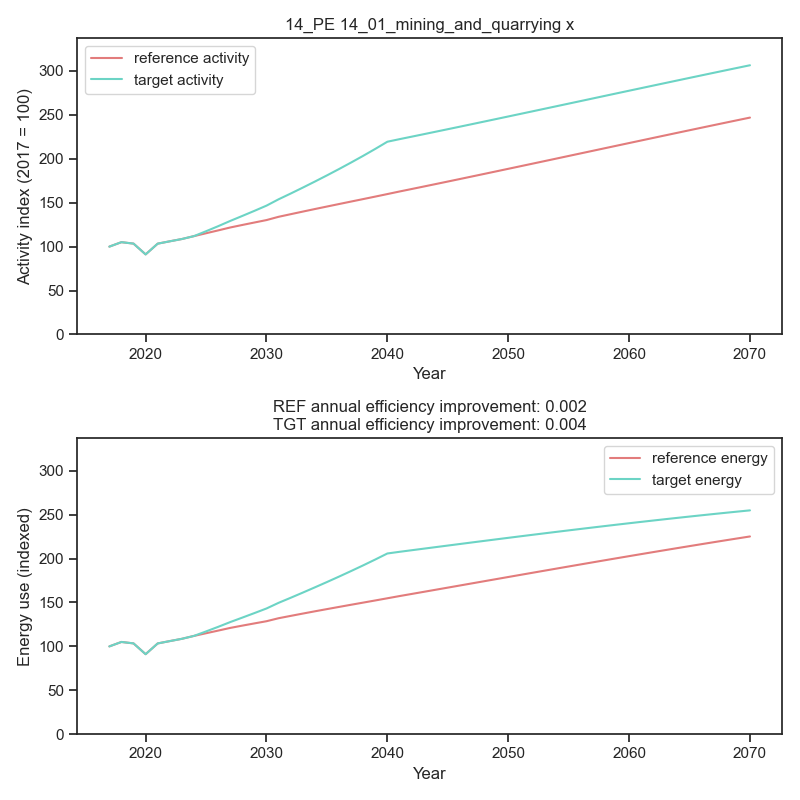 14_PE 14_01_mining_and_quarrying x
reference activity
target activity
Activity index (2017 = 100)
300
250
200
150
100
50
0
2020 2030 2040 2050 2060 2070
Year
REF annual efficiency improvement: 0.002
TGT annual efficiency improvement: 0.004
reference energy
target energy
Energy use (indexed)
300
250
200
150
100
50
0
2020 2030 2040 2050 2060 2070
Year